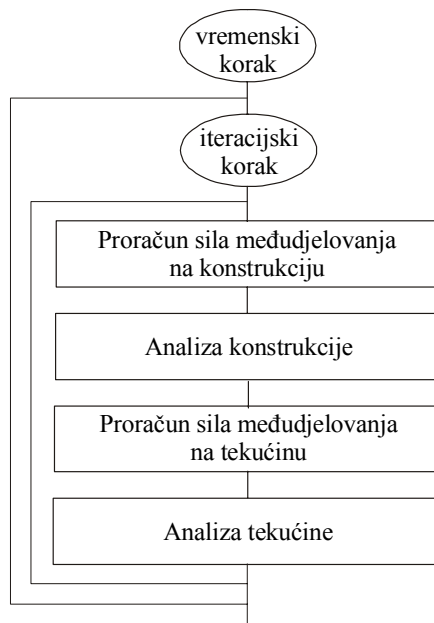 vremenski
korak
iteracijski
korak
Proračun sila međudjelovanja
na konstrukciju
Analiza konstrukcije
Proračun sila međudjelovanja
na tekućinu
Analiza tekućine